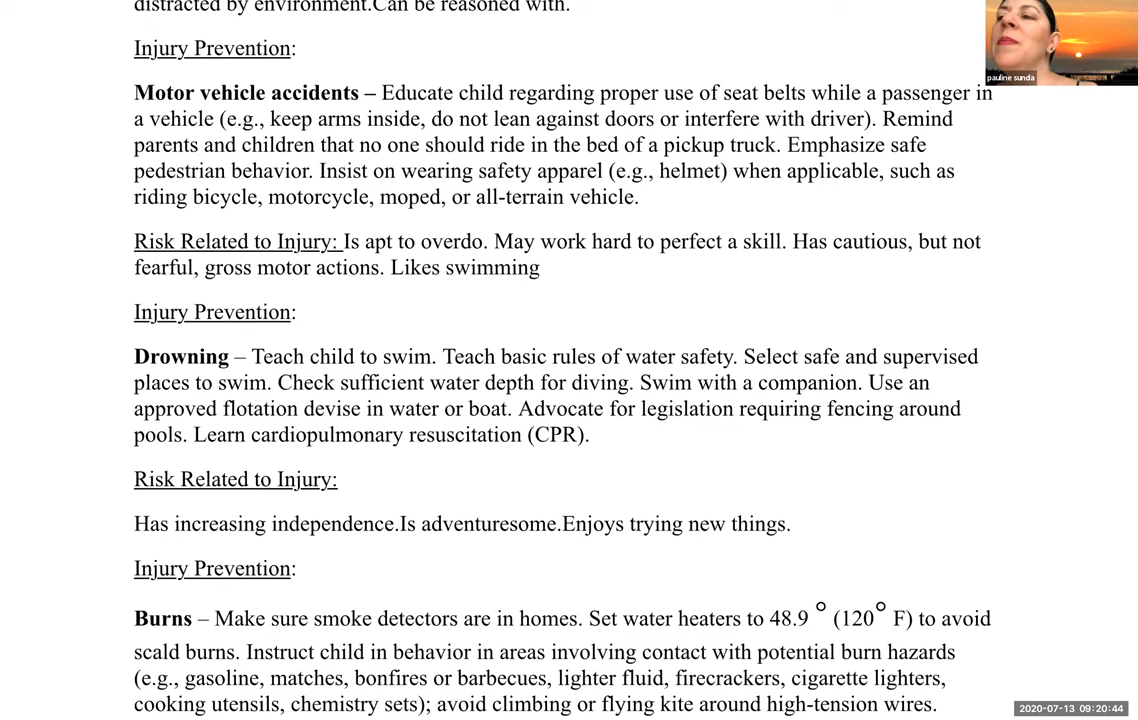 distracted by environment.Can be reasoned with.
Injury Prevention:
Motor vehicle accidents – Educate child regarding proper use of seat belts while a passenger in
a vehicle (e.g., keep arms inside, do not lean against doors or interfere with driver). Remind
parents and children that no one should ride in the bed of a pickup truck. Emphasize safe
pedestrian behavior. Insist on wearing safety apparel (e.g., helmet) when applicable, such as
riding bicycle, motorcycle, moped, or all-terrain vehicle.
Risk Related to Injury: Is apt to overdo. May work hard to perfect a skill. Has cautious, but not
fearful, gross motor actions. Likes swimming
Injury Prevention:
Drowning – Teach child to swim. Teach basic rules of water safety. Select safe and supervised
places to swim. Check sufficient water depth for diving. Swim with a companion. Use an
approved flotation devise in water or boat. Advocate for legislation requiring fencing around
pools. Learn cardiopulmonary resuscitation (CPR).
Risk Related to Injury:
Has increasing independence.Is adventuresome.Enjoys trying new things.
Injury Prevention:
Burns – Make sure smoke detectors are in homes. Set water heaters to 48.9 ° (120° F) to avoid
scald burns. Instruct child in behavior in areas involving contact with potential burn hazards
(e.g., gasoline, matches, bonfires or barbecues, lighter fluid, firecrackers, cigarette lighters,
cooking utensils, chemistry sets); avoid climbing or flying kite around high-tension wires.
pauline sunda
2020-07-13 09:20:44